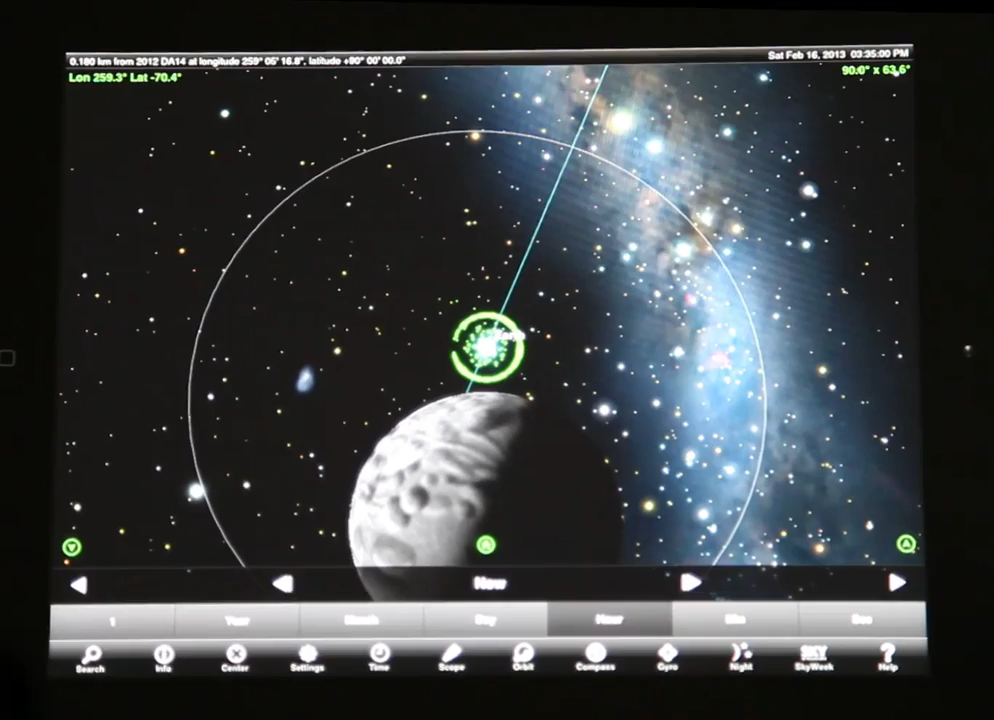 0.180 km from 2012 DA14 at longitude 259° 05' 16.8", latitude +90° 00' 00.0"
Sat Feb 16, 2013 03:35:00 PM
Lon 259.3° Lat -70.4°
90.0° x 63.6°
Earth
Now
1 Year Month Day Hour Min Sec
Search Info Center Settings Time Scope Orbit Compass Gyro Night SkyWeek Help
SKY